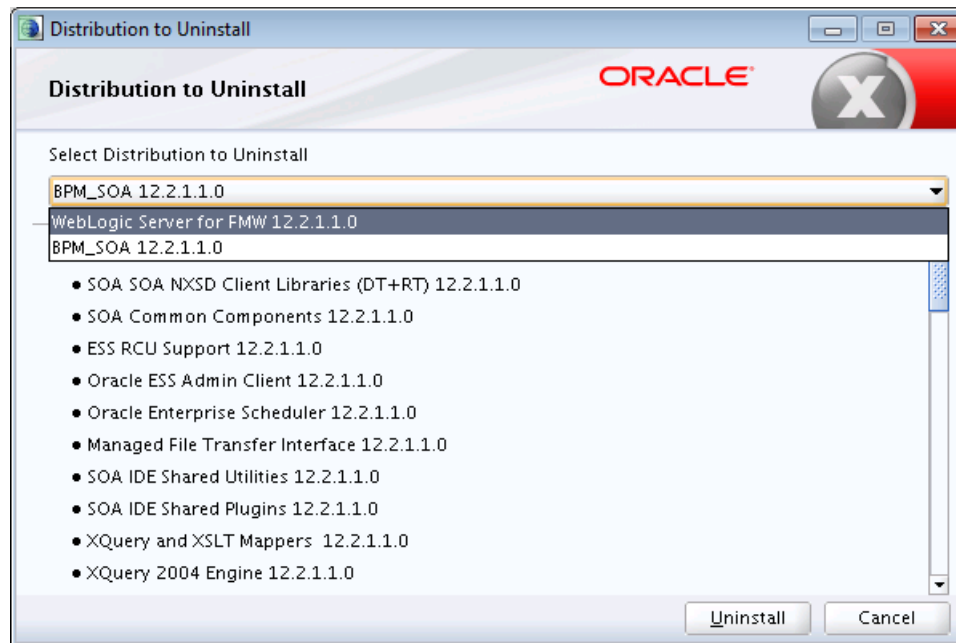 Distribution to Uninstall
Distribution to Uninstall
ORACLE
Select Distribution to Uninstall
BPM_SOA 12.2.1.1.0
WebLogic Server for FMW 12.2.1.1.0
BPM_SOA 12.2.1.1.0
• SOA SOA NXSD Client Libraries (DT+RT) 12.2.1.1.0
• SOA Common Components 12.2.1.1.0
• ESS RCU Support 12.2.1.1.0
• Oracle ESS Admin Client 12.2.1.1.0
• Oracle Enterprise Scheduler 12.2.1.1.0
• Managed File Transfer Interface 12.2.1.1.0
• SOA IDE Shared Utilities 12.2.1.1.0
• SOA IDE Shared Plugins 12.2.1.1.0
• XQuery and XSLT Mappers 12.2.1.1.0
• XQuery 2004 Engine 12.2.1.1.0
Uninstall Cancel